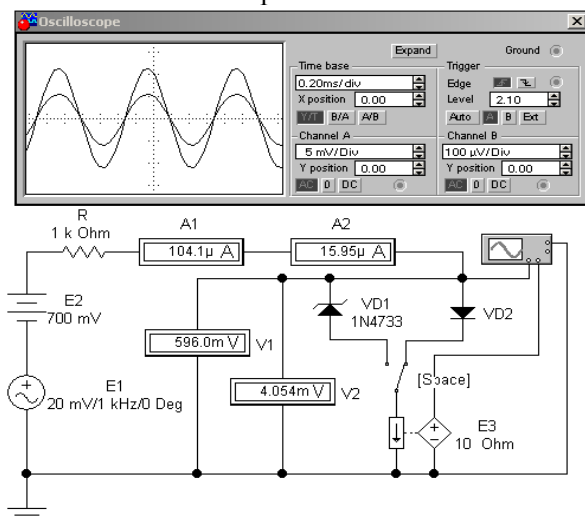 Oscilloscope
Expand
Ground
Time base
0.20ms/div
X position 0.00
Y/T B/A A/B
Trigger
Edge
Level 2.10
Auto A B Ext
Channel A
5 mV/Div
Y position 0.00
AC 0 DC
Channel B
100 µV/Div
Y position 0.00
AC 0 DC
R
1 k Ohm
A1
104.1µ A
A2
15.95µ A
E2
700 mV
VD1
1N4733
VD2
596.0m V
V1
4.054m V
V2
[Space]
E1
20 mV/1 kHz/0 Deg
E3
10 Ohm